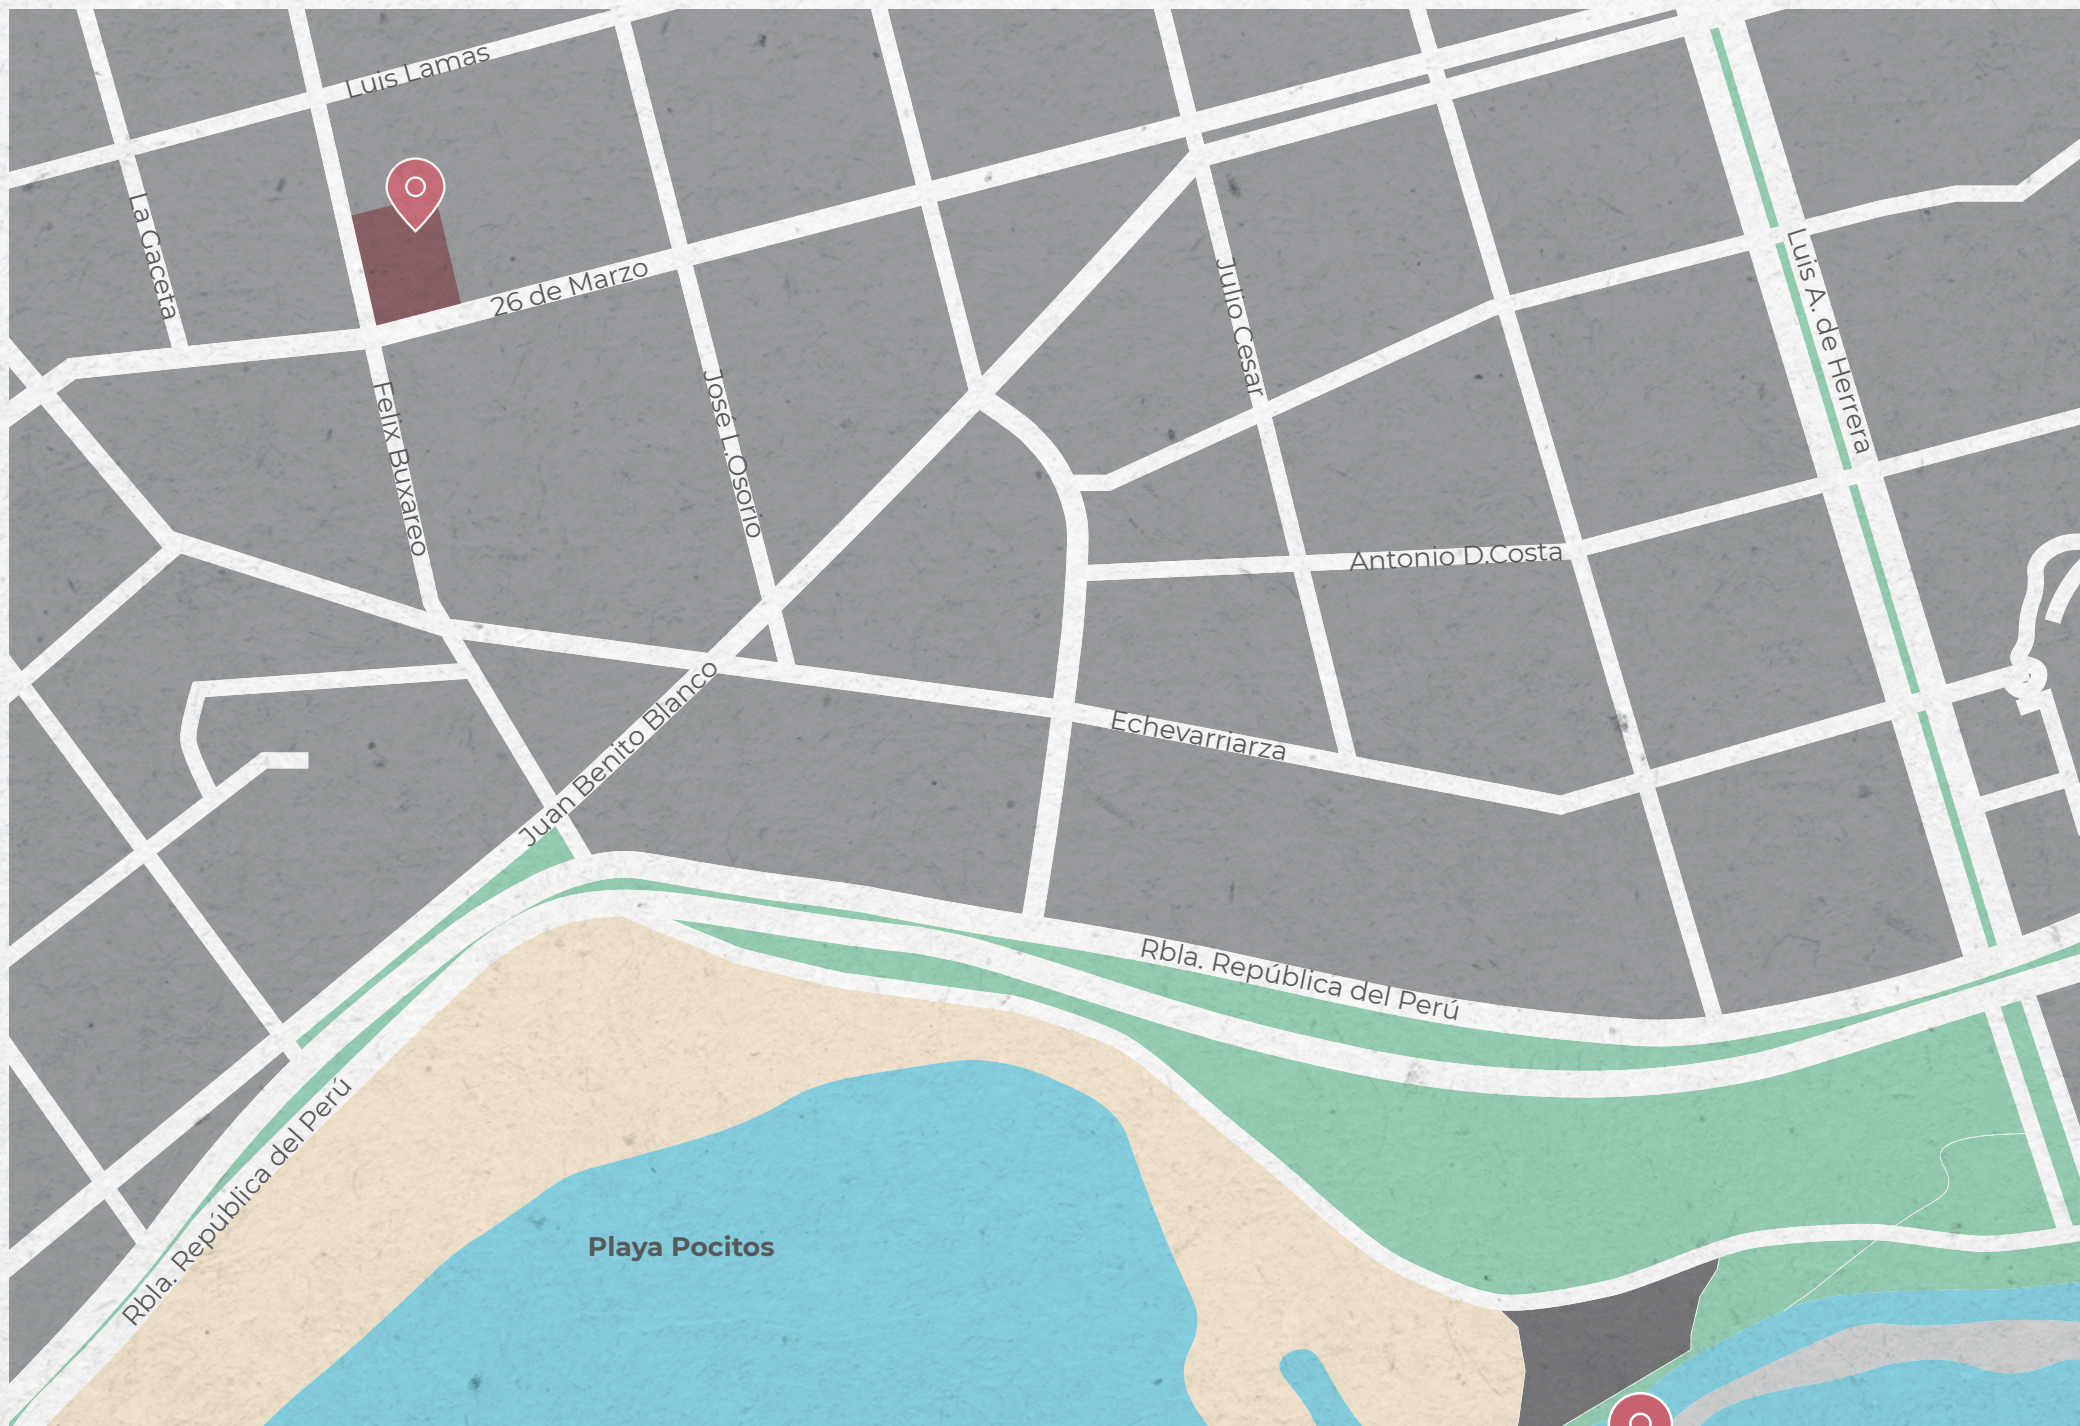 Luis Lamas
La Gaceta
26 de Marzo
Felix Buxareo
José L.Osorio
Julio Cesar
Luis A. de Herrera
Antonio D.Costa
Juan Benito Blanco
Echevarriarza
Rbla. República del Perú
Rbla. República del Perú
Playa Pocitos